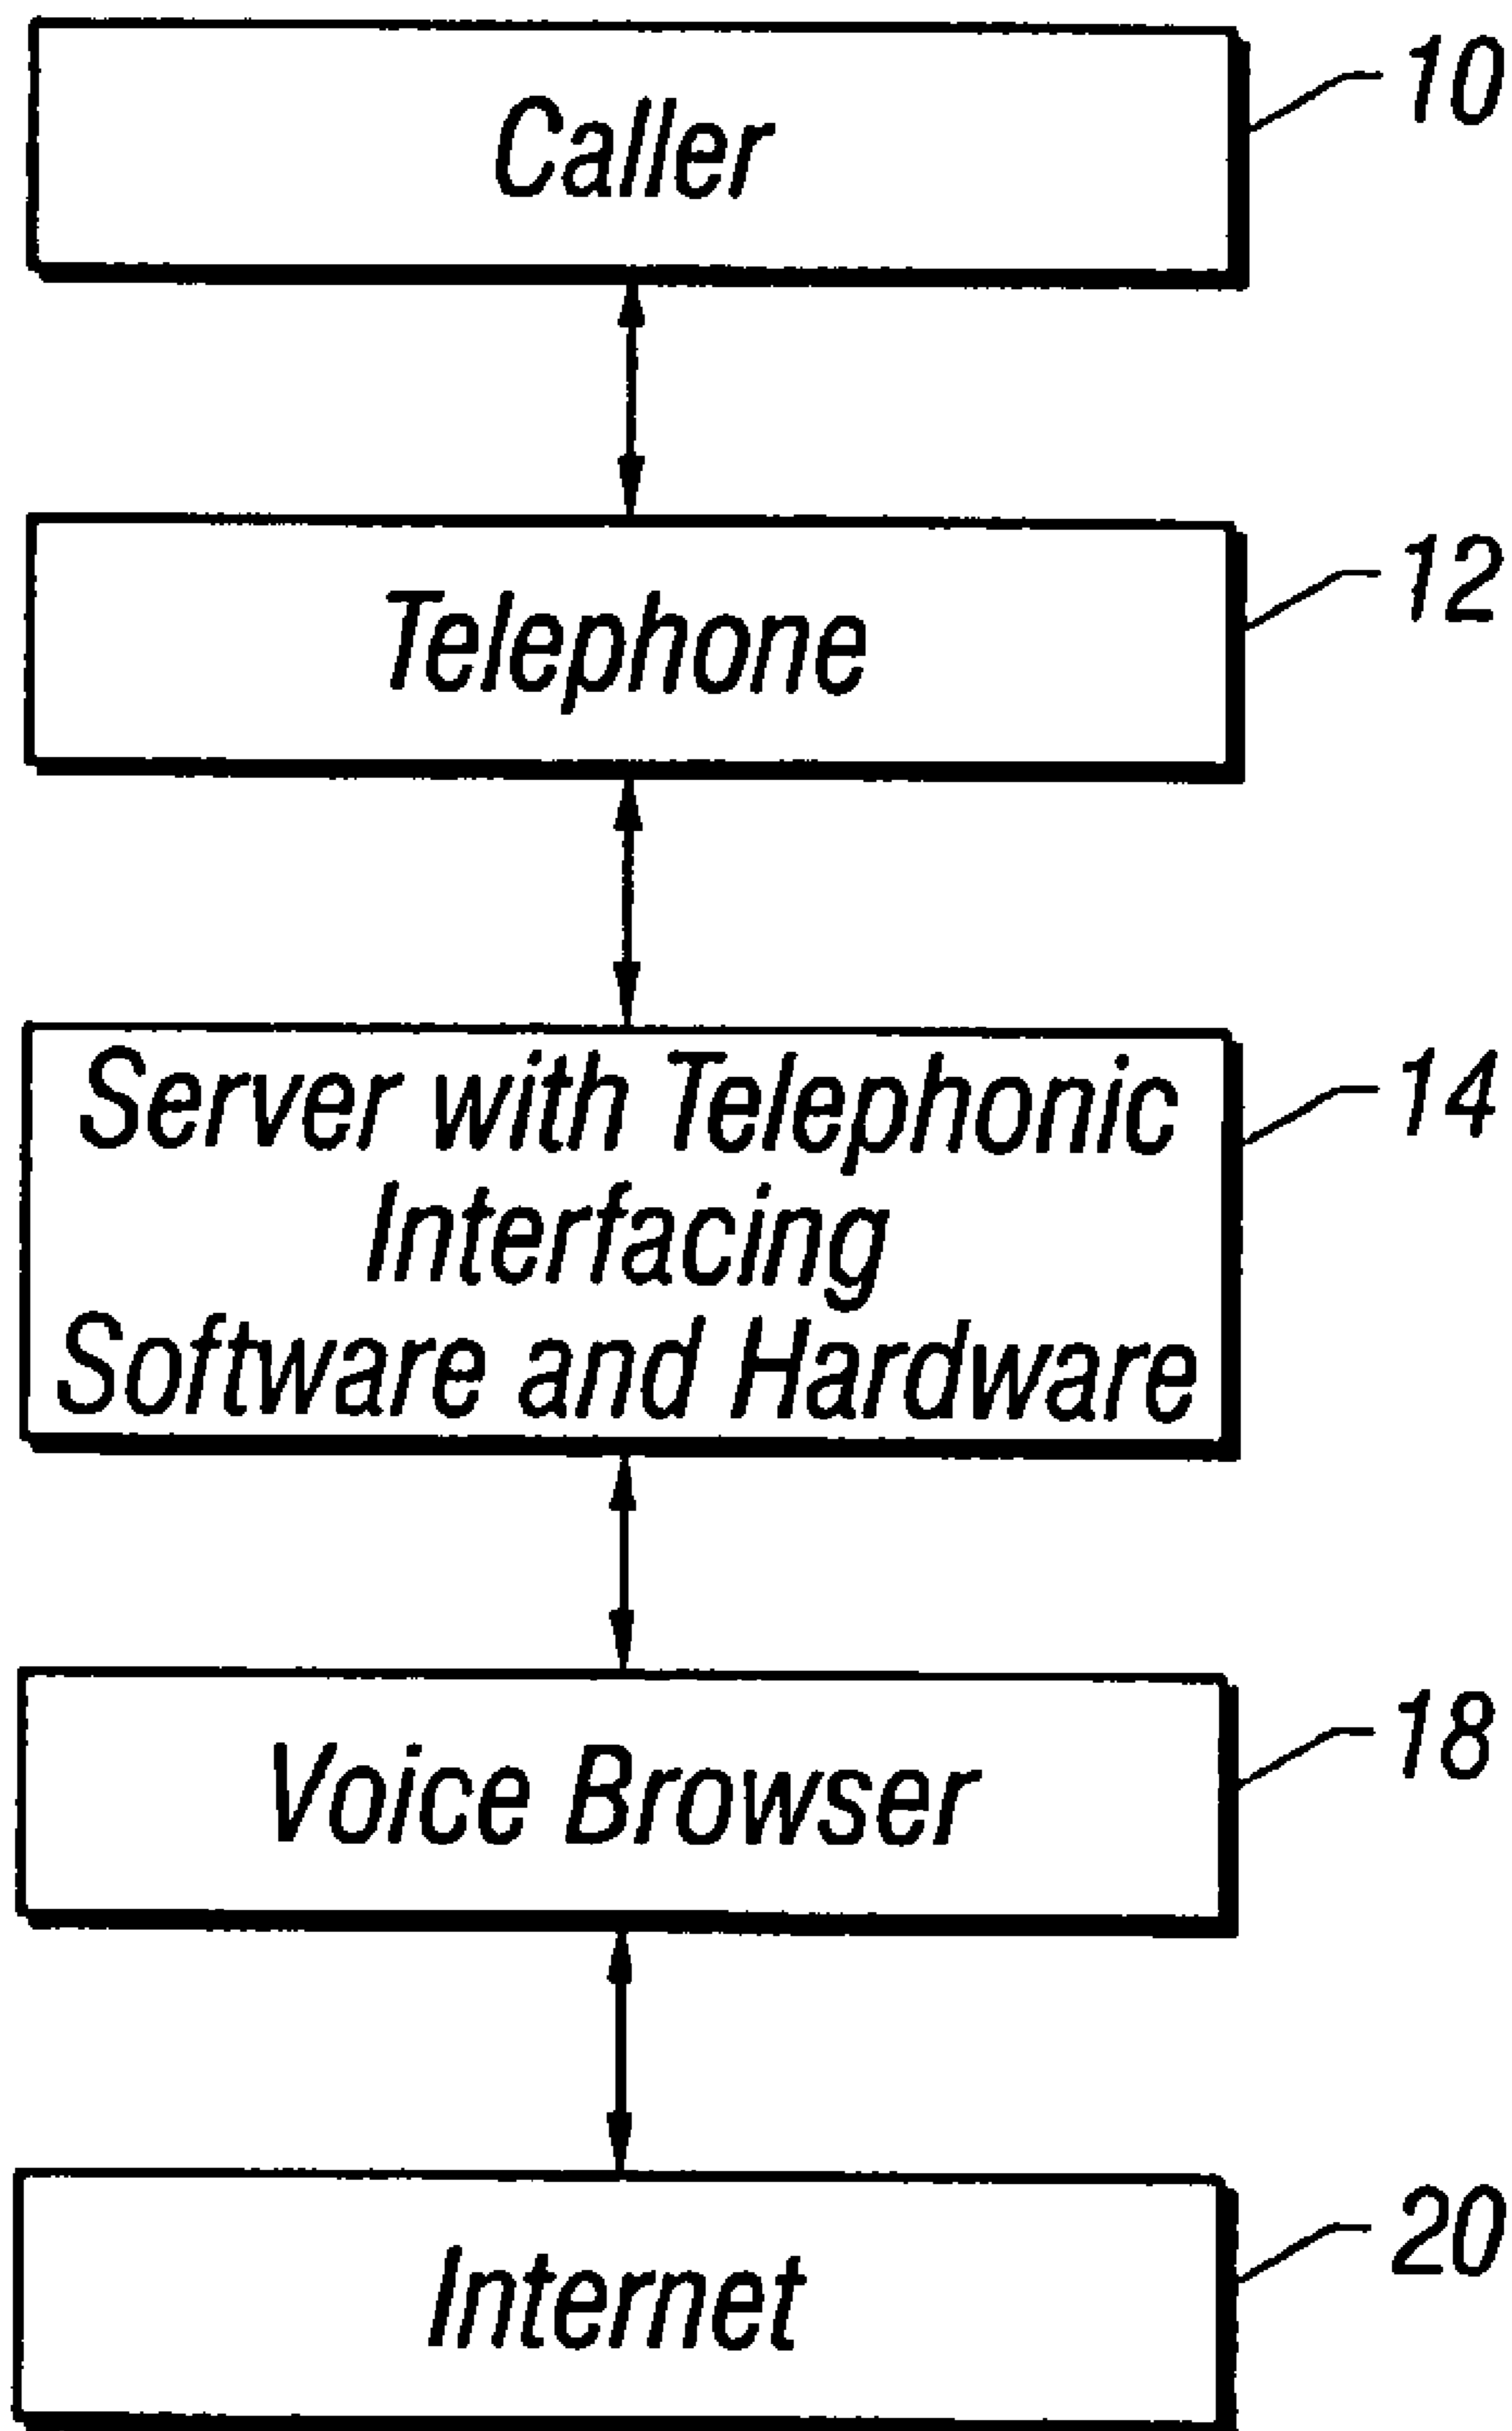 Caller
10
Telephone
12
Server with Telephonic
Interfacing
Software and Hardware
14
Voice Browser
18
Internet
20